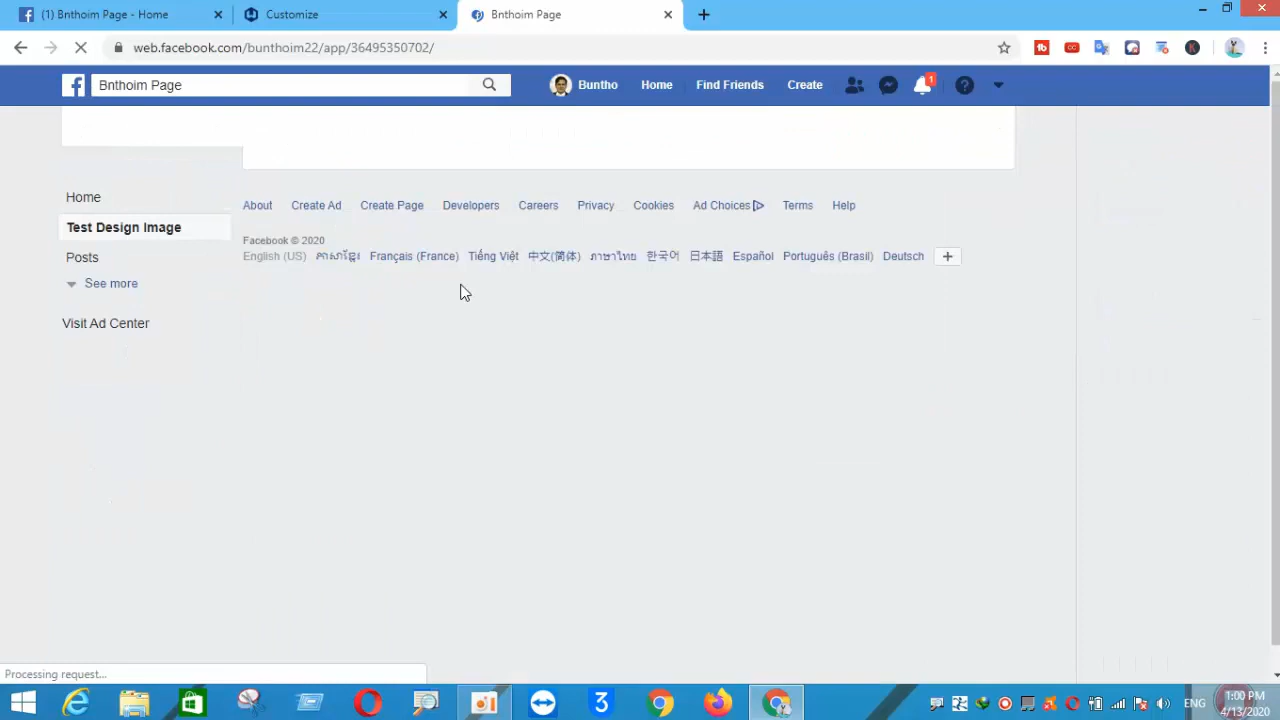 (1) Bnthoim Page - Home
Customize
Bnthoim Page
web.facebook.com/bunthoim22/app/36495350702/
Bnthoim Page
Buntho Home Find Friends Create 1
Home
Test Design Image
Posts
See more
Visit Ad Center
About Create Ad Create Page Developers Careers Privacy Cookies Ad Choices Terms Help
Facebook © 2020
English (US) ភាសាខ្មែរ Français (France) Tiếng Việt 中文(简体) ภาษาไทย 한국어 日本語 Español Português (Brasil) Deutsch +
Processing request...
3
ENG
1:00 PM
4/13/2020